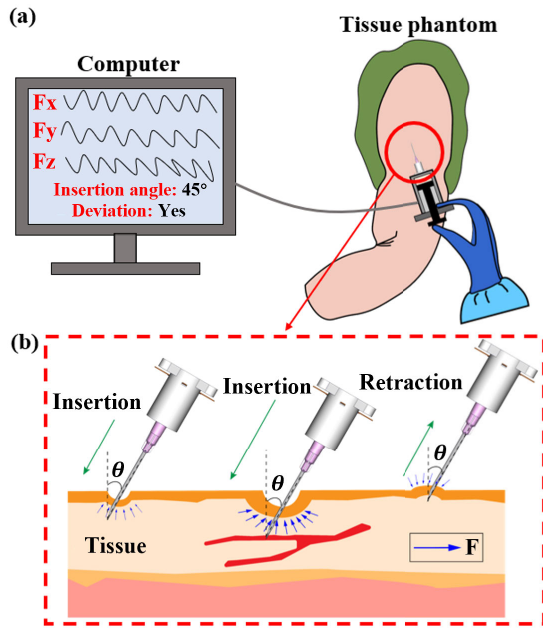 (a)
Tissue phantom
Computer
Fx
Fy
Fz
Insertion angle: 45°
Deviation: Yes
(b)
Insertion
Insertion
Retraction
θ
θ
θ
Tissue
F